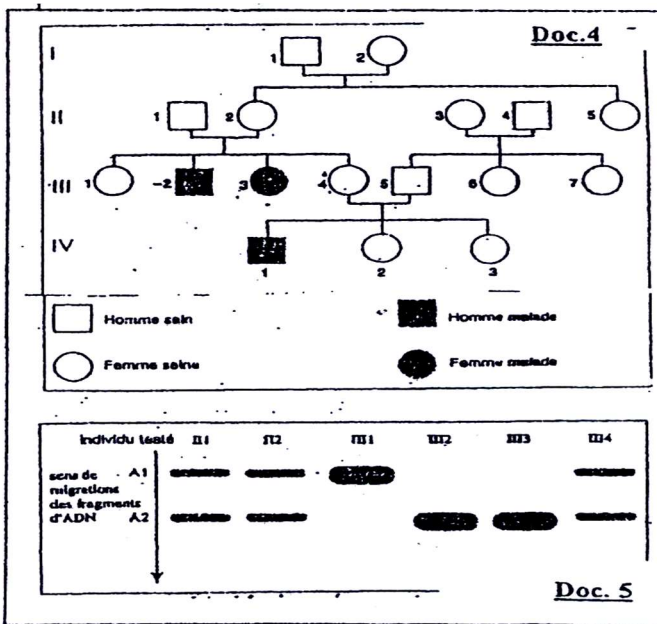 Doc.4
I
1
2
II
1
2
3
4
5
III
1
-2
3
4
5
6
7
IV
1
2
3
Homme sain
Homme malade
Femme saine
Femme malade
Individu testé II1 II2 III1 III2 III3 III4
sens de
migrations
des fragments
d'ADN
A1
A2
Doc. 5